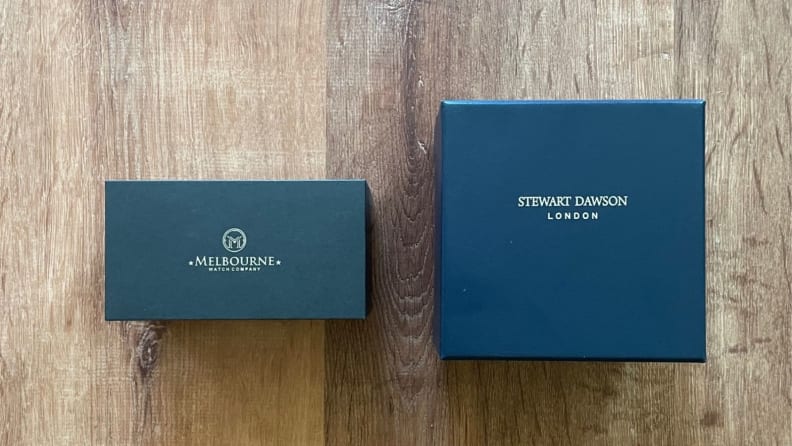 M
★MELBOURNE★
WATCH COMPANY
STEWART DAWSON
LONDON